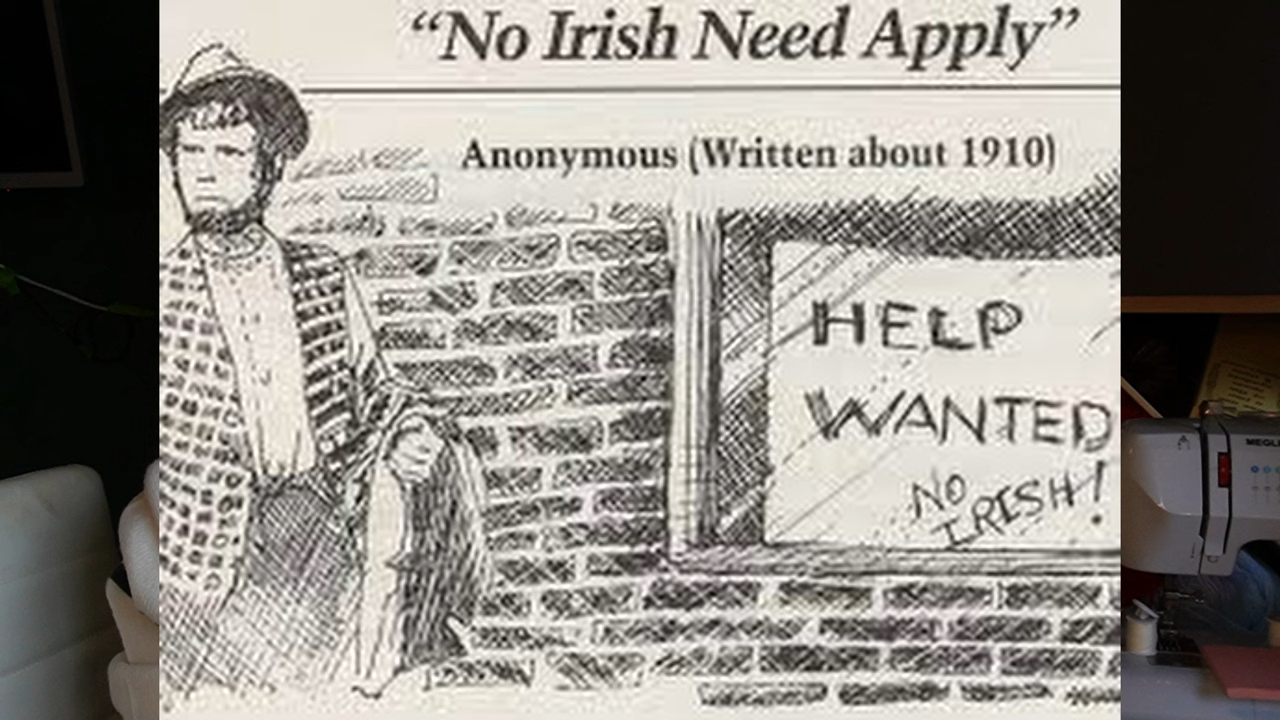 “No Irish Need Apply”
Anonymous (Written about 1910)
HELP
WANTED
NO
IRISH!